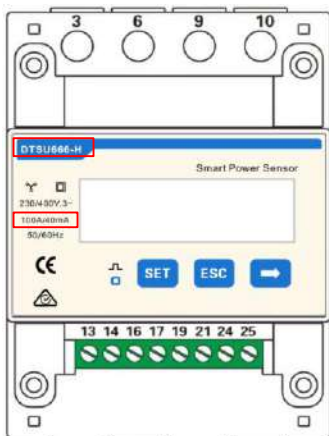 3 6 9 10
DTSU666-H
Smart Power Sensor
230/400V,3~
100A/40mA
50/60Hz
CE
SET ESC
13 14 16 17 19 21 24 25